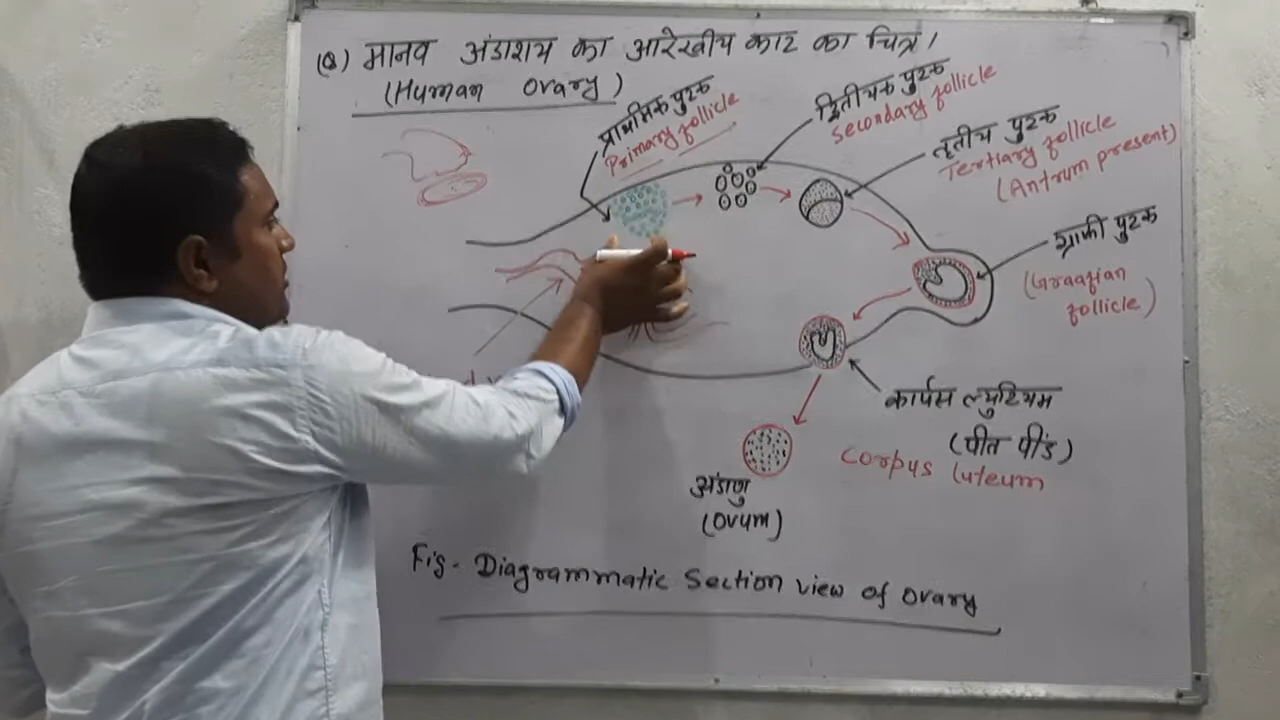 (Q) मानव अंडाशय का आरेखीय काट का चित्र।
(Human Ovary)
प्राथमिक पुटक
Primary follicle
द्वितीयक पुटक
Secondary follicle
तृतीय पुटक
Tertiary follicle
(Antrum present)
ग्राफी पुटक
(Graafian
follicle)
कार्पस ल्युटियम
(पीत पींड)
Corpus luteum
अंडाणु
(Ovum)
Fig- Diagrammatic Section view of Ovary